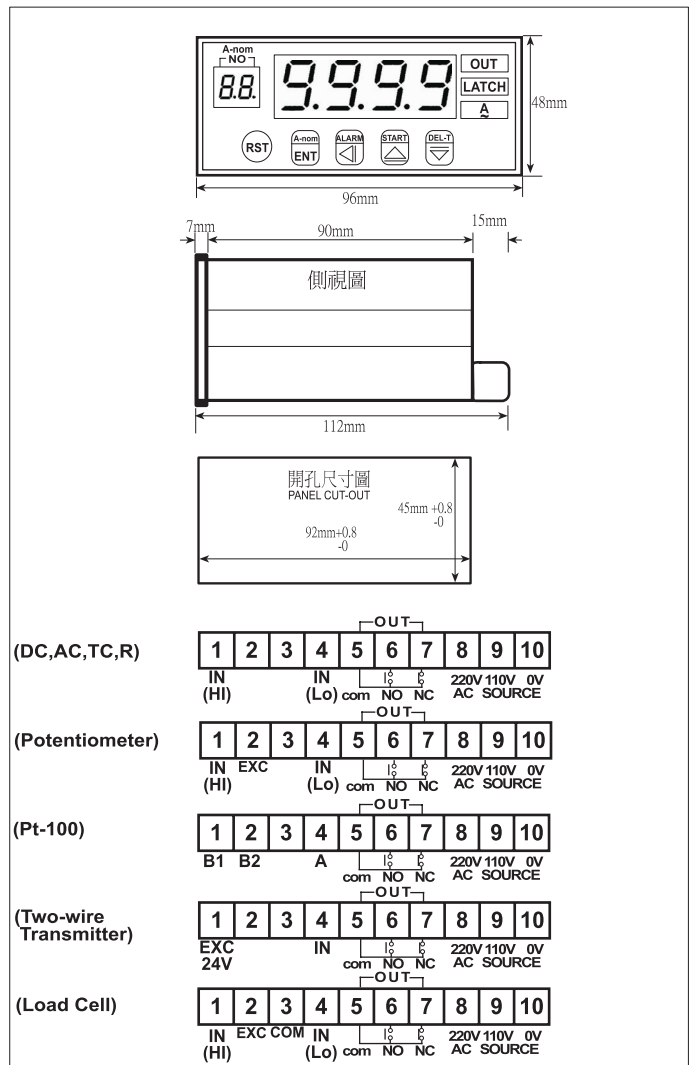 A-nom
NO
8.8.
9.9.9.9
OUT
LATCH
A
~
RST
A-nom
ENT
ALARM
START
DEL-T
48mm
96mm
7mm
90mm
15mm
側視圖
112mm
開孔尺寸圖
PANEL CUT-OUT
45mm +0.8
-0
92mm+0.8
-0
OUT
(DC,AC,TC,R)
1 2 3 4 5 6 7 8 9 10
IN IN 220V 110V 0V
(HI) (Lo) com NO NC AC SOURCE
OUT
(Potentiometer)
1 2 3 4 5 6 7 8 9 10
IN EXC IN 220V 110V 0V
(HI) (Lo) com NO NC AC SOURCE
OUT
(Pt-100)
1 2 3 4 5 6 7 8 9 10
B1 B2 A 220V 110V 0V
com NO NC AC SOURCE
OUT
(Two-wire
Transmitter)
1 2 3 4 5 6 7 8 9 10
EXC IN 220V 110V 0V
24V com NO NC AC SOURCE
OUT
(Load Cell)
1 2 3 4 5 6 7 8 9 10
IN EXC COM IN 220V 110V 0V
(HI) (Lo) com NO NC AC SOURCE